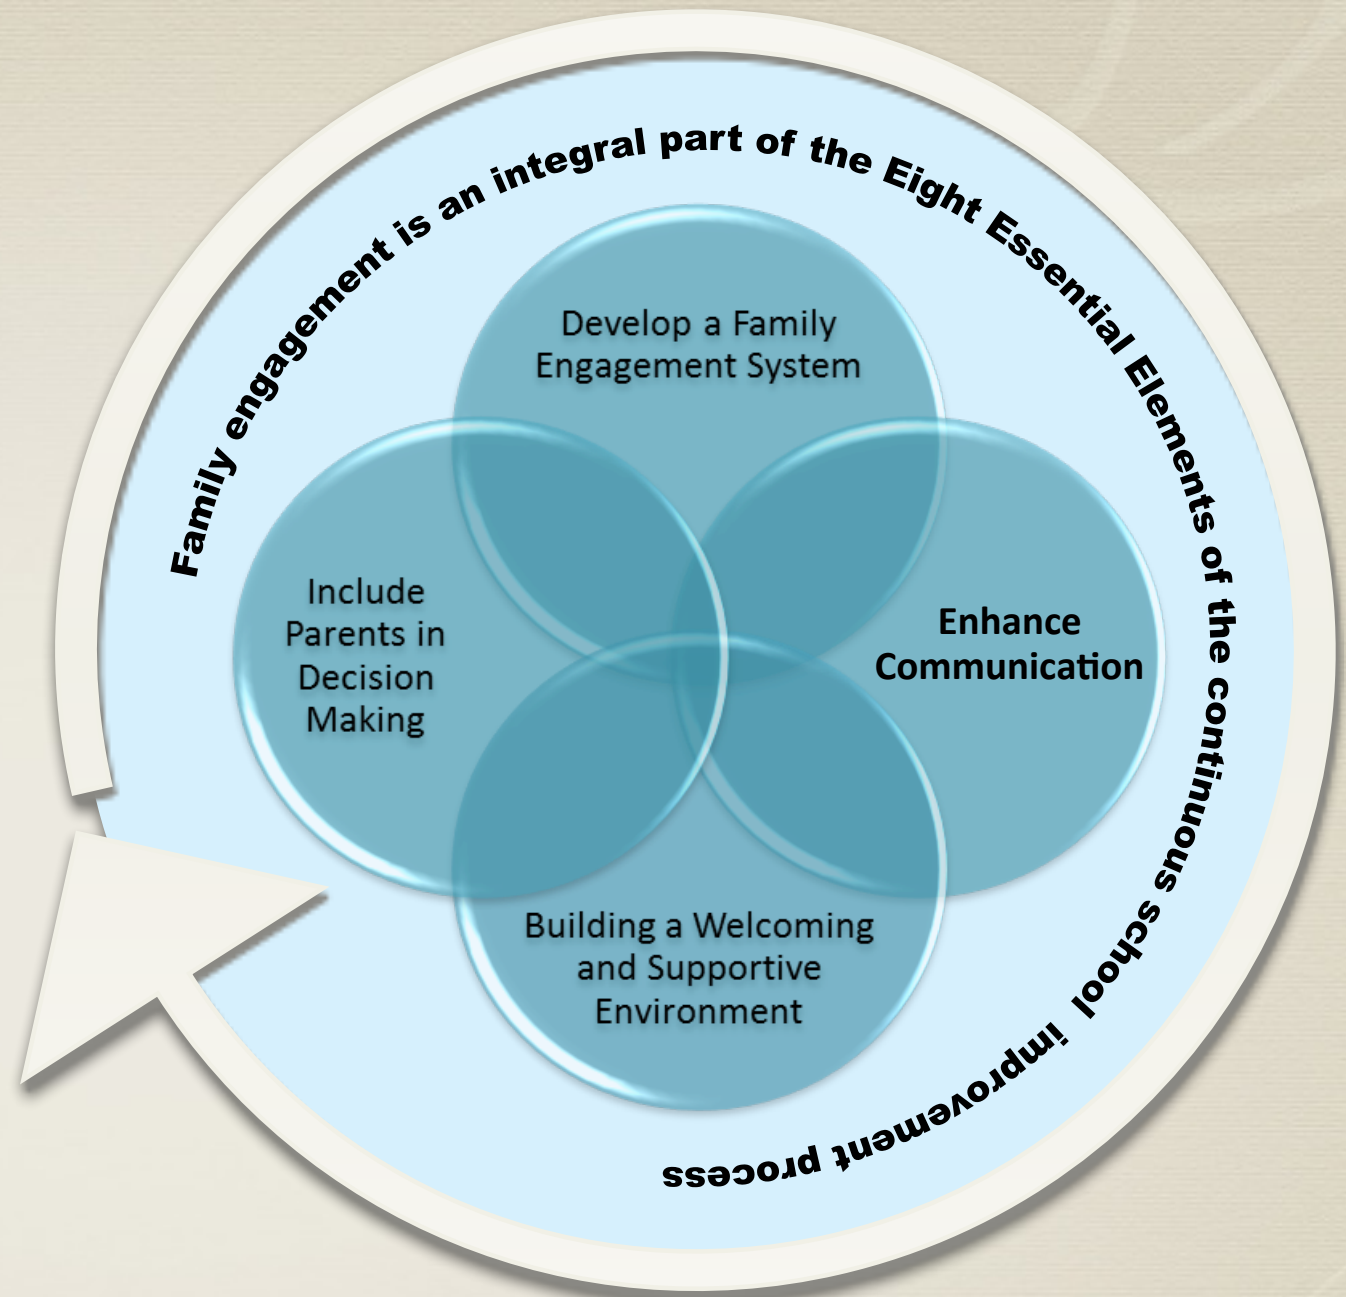 Family engagement is an integral part of the Eight Essential Elements of the continuous school improvement process
Develop a Family
Engagement System
Include
Parents in
Decision
Making
Enhance
Communication
Building a Welcoming
and Supportive
Environment